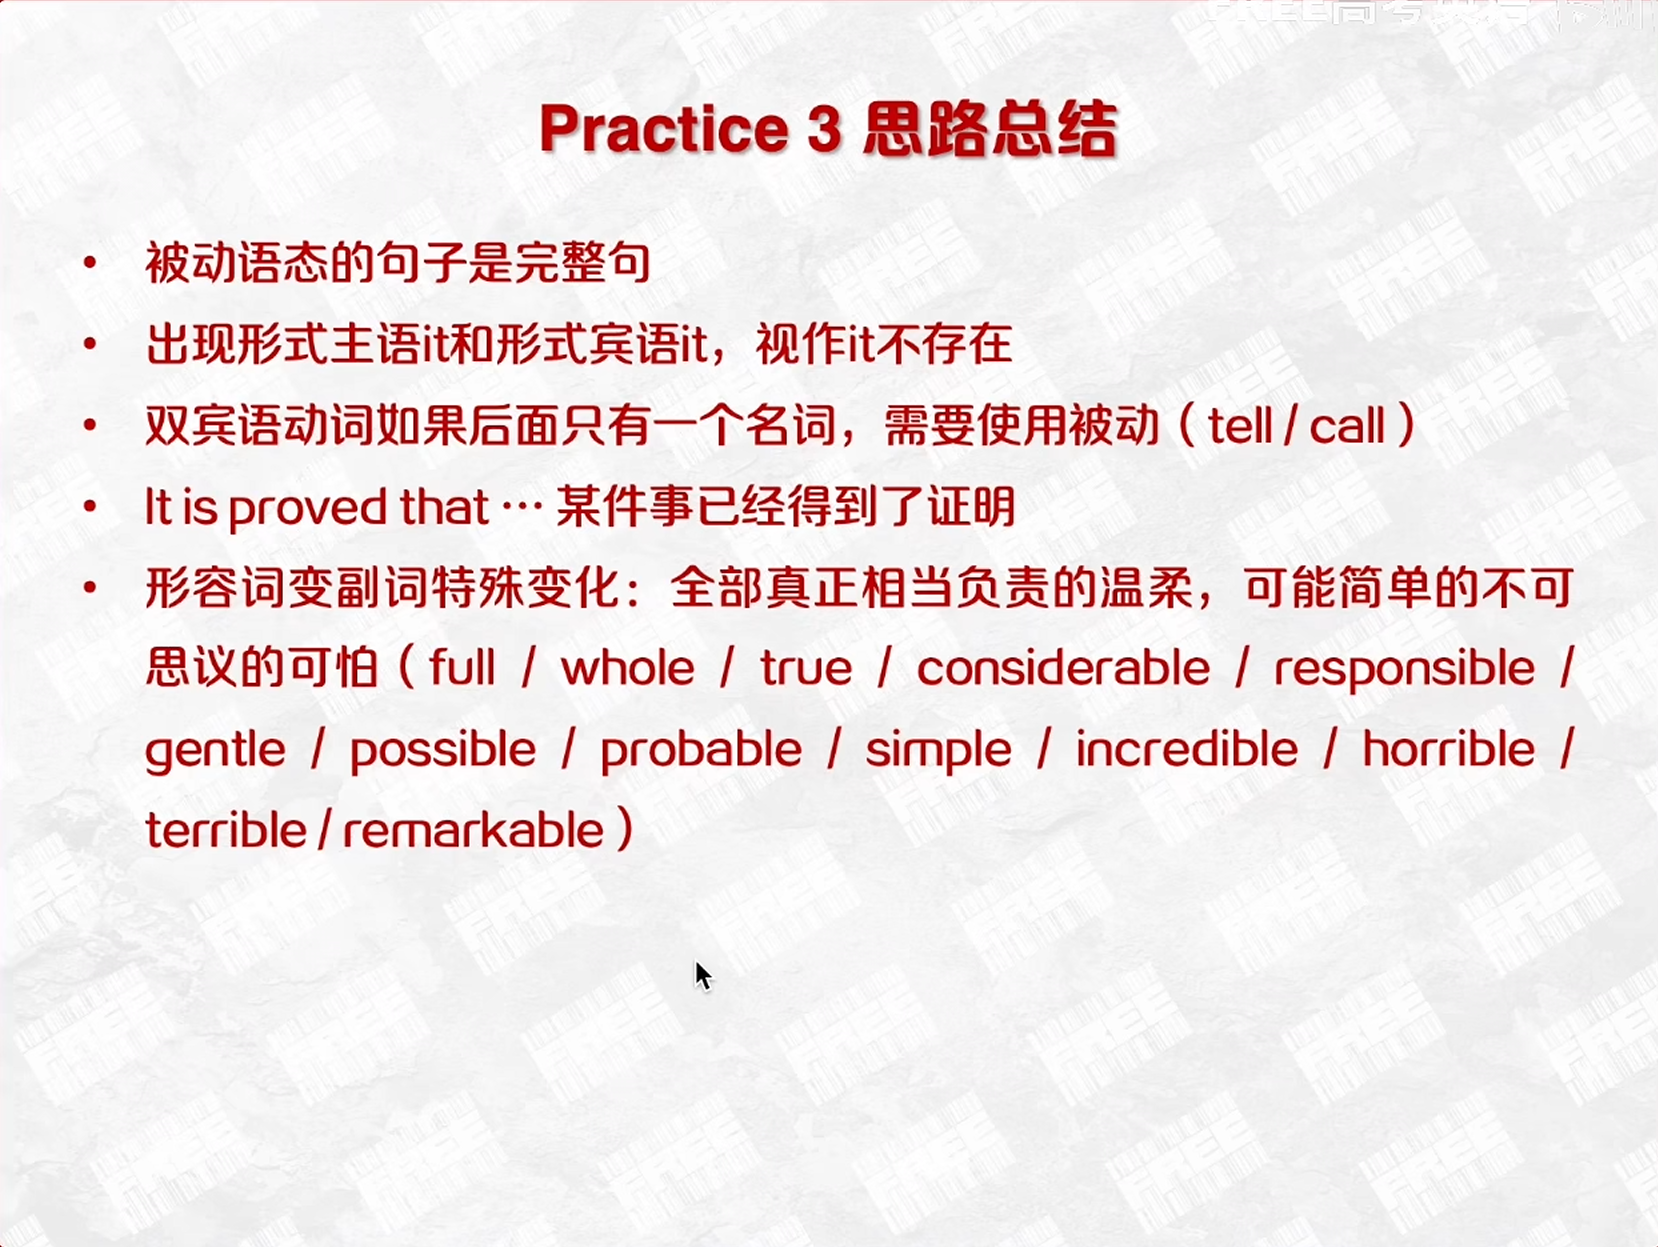 Practice 3 思路总结
• 被动语态的句子是完整句
• 出现形式主语it和形式宾语it，视作it不存在
• 双宾语动词如果后面只有一个名词，需要使用被动（tell / call）
• It is proved that … 某件事已经得到了证明
• 形容词变副词特殊变化：全部真正相当负责的温柔，可能简单的不可
思议的可怕（full / whole / true / considerable / responsible /
gentle / possible / probable / simple / incredible / horrible /
terrible / remarkable）